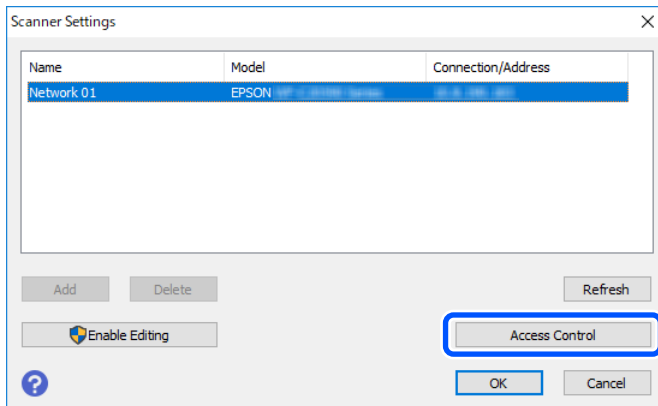 Scanner Settings
Name Model Connection/Address
Network 01 EPSON
Add Delete Refresh
Enable Editing Access Control
? OK Cancel